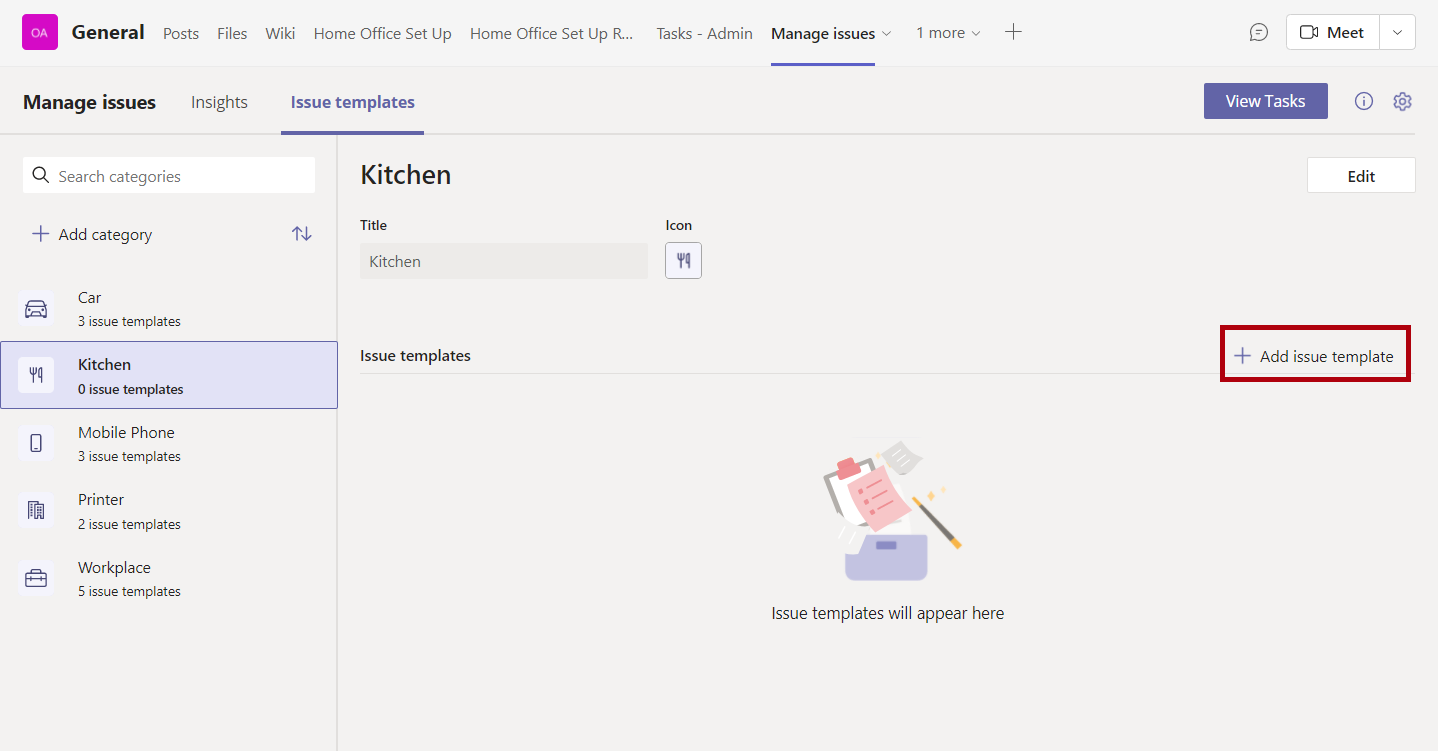 OA General Posts Files Wiki Home Office Set Up Home Office Set Up R... Tasks - Admin Manage issues 1 more Meet
Manage issues Insights Issue templates View Tasks
Search categories
Add category
Car
3 issue templates
Kitchen
0 issue templates
Mobile Phone
3 issue templates
Printer
2 issue templates
Workplace
5 issue templates
Kitchen Edit
Title Icon
Kitchen
Issue templates Add issue template
Issue templates will appear here